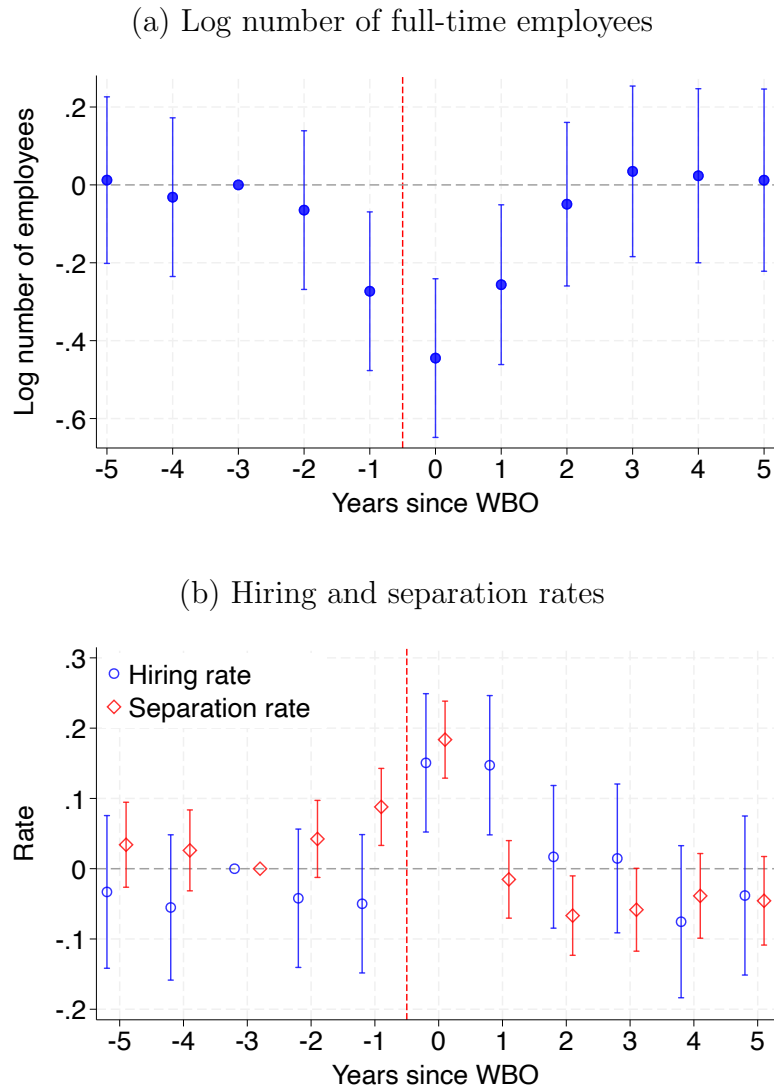 (a) Log number of full-time employees
Log number of employees
.2
0
-.2
-.4
-.6
-5 -4 -3 -2 -1 0 1 2 3 4 5
Years since WBO
(b) Hiring and separation rates
Rate
.3
.2
.1
0
-.1
-.2
Hiring rate
Separation rate
-5 -4 -3 -2 -1 0 1 2 3 4 5
Years since WBO